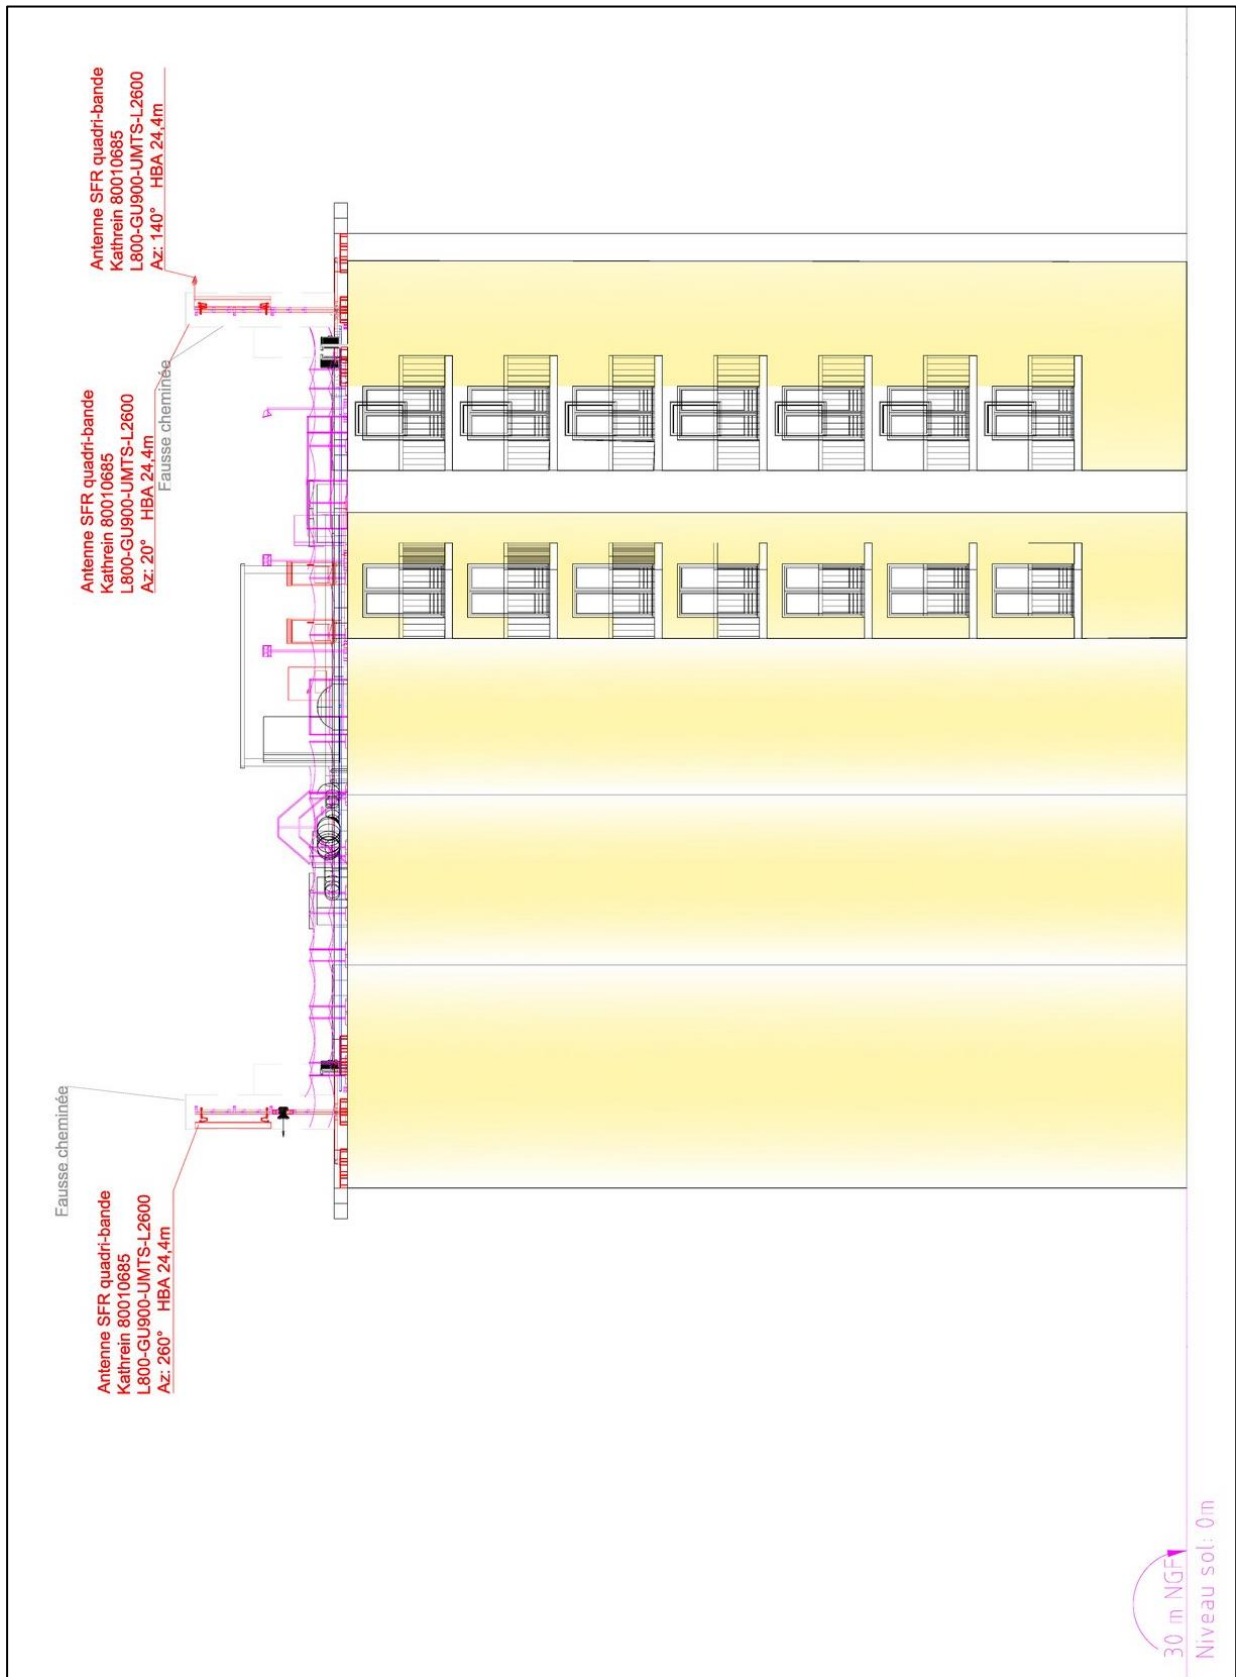 Fausse cheminée
Antenne SFR quadri-bande
Kathrein 80010685
L800-GU900-UMTS-L2600
Az: 260° HBA 24,4m
Antenne SFR quadri-bande
Kathrein 80010685
L800-GU900-UMTS-L2600
Az: 20° HBA 24,4m
Fausse cheminée
Antenne SFR quadri-bande
Kathrein 80010685
L800-GU900-UMTS-L2600
Az: 140° HBA 24,4m
30 m NGF
Niveau sol: 0m